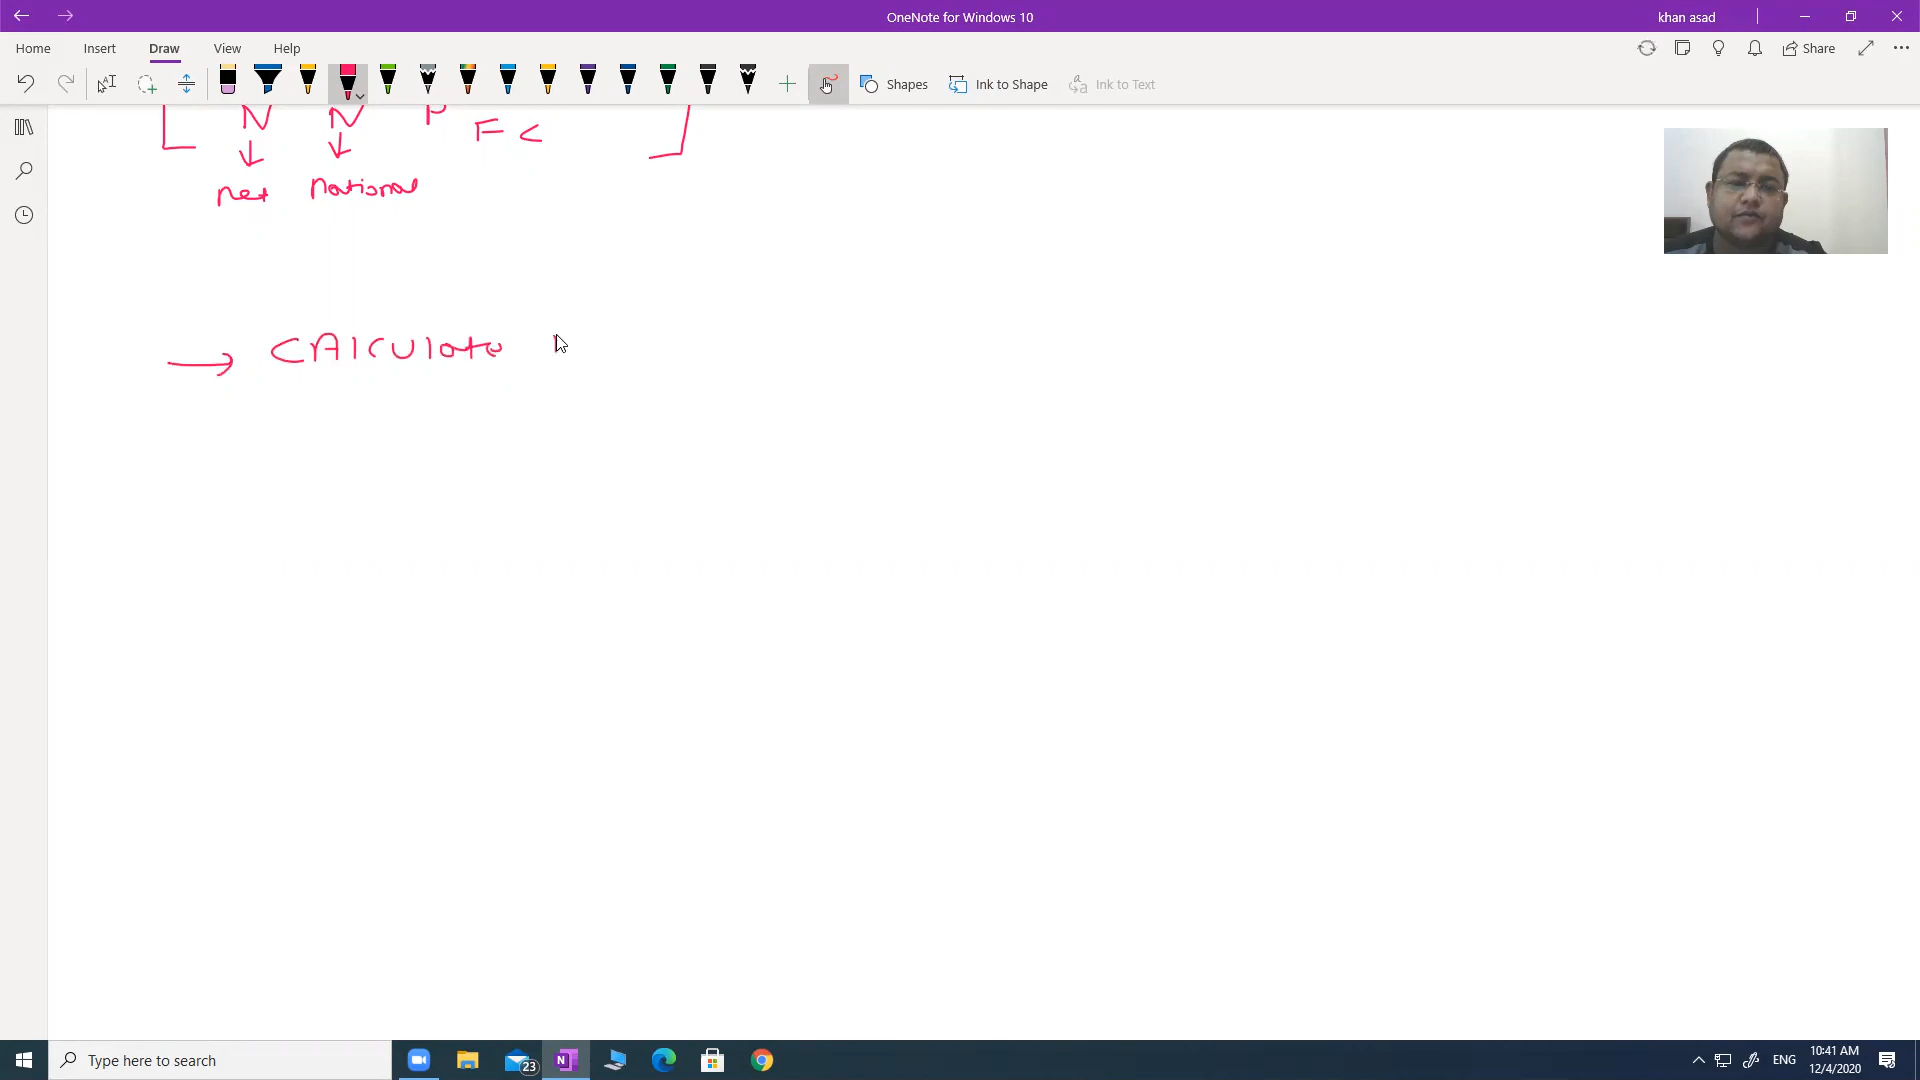 OneNote for Windows 10
khan asad
Home Insert Draw View Help
Share
Shapes Ink to Shape Ink to Text
N N P
F C
net national
→ CAlculate
Type here to search
23
ENG
10:41 AM
12/4/2020